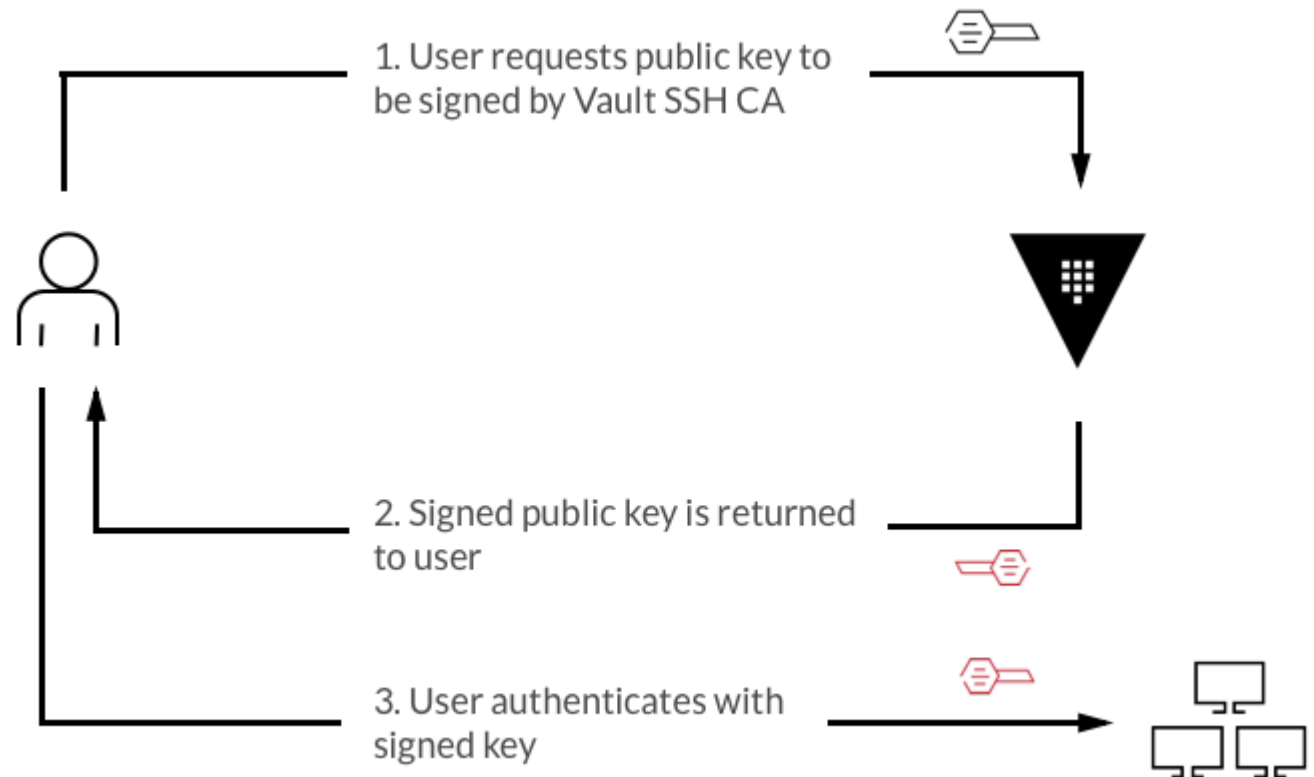 1. User requests public key to
be signed by Vault SSH CA
2. Signed public key is returned
to user
3. User authenticates with
signed key